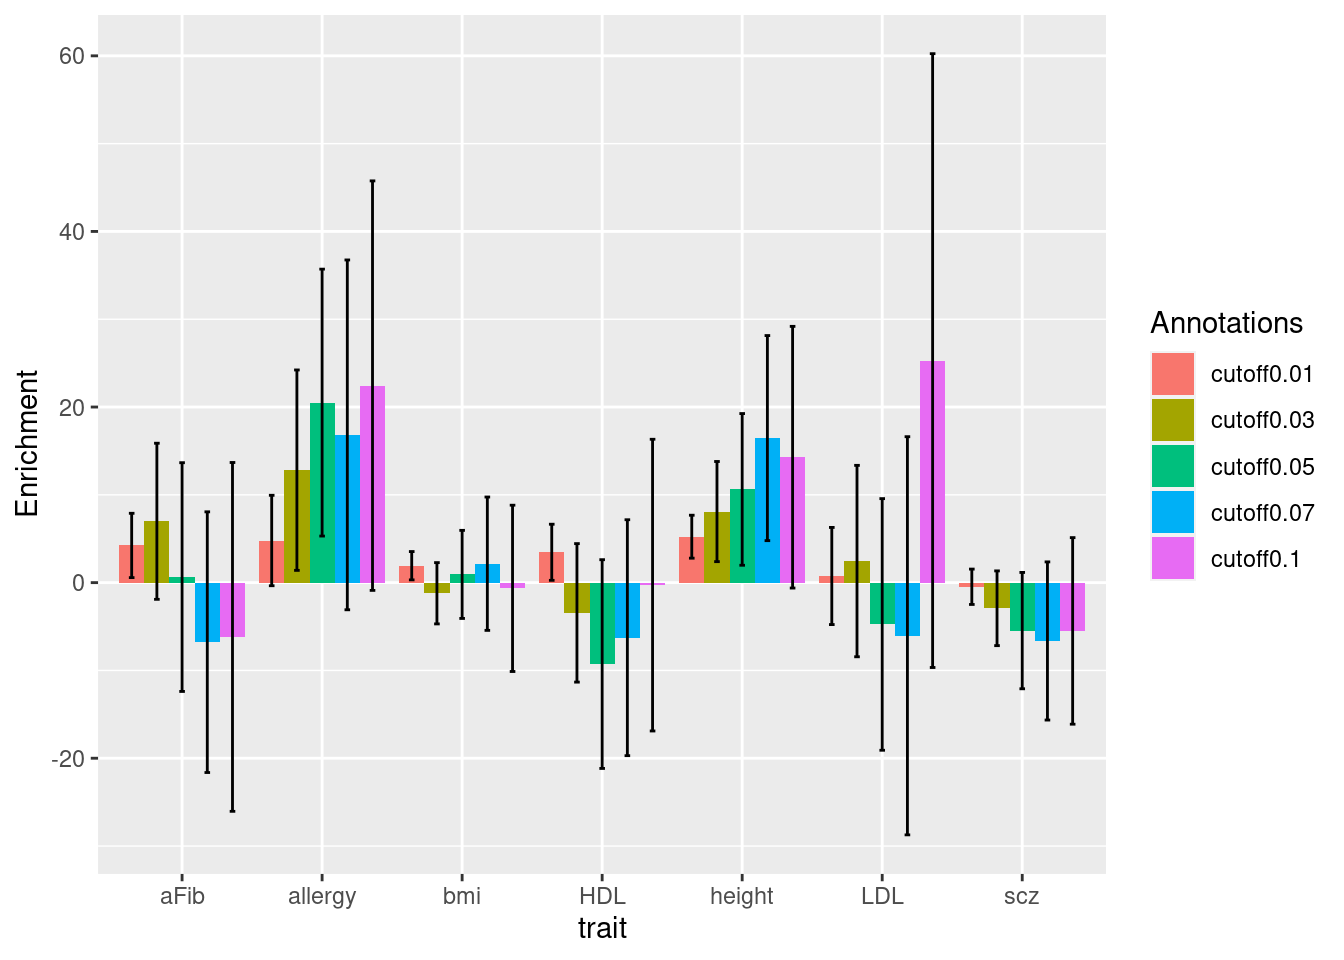 60
40
20
0
-20
Enrichment
aFib
allergy
bmi
HDL
height
LDL
scz
trait
Annotations
cutoff0.01
cutoff0.03
cutoff0.05
cutoff0.07
cutoff0.1